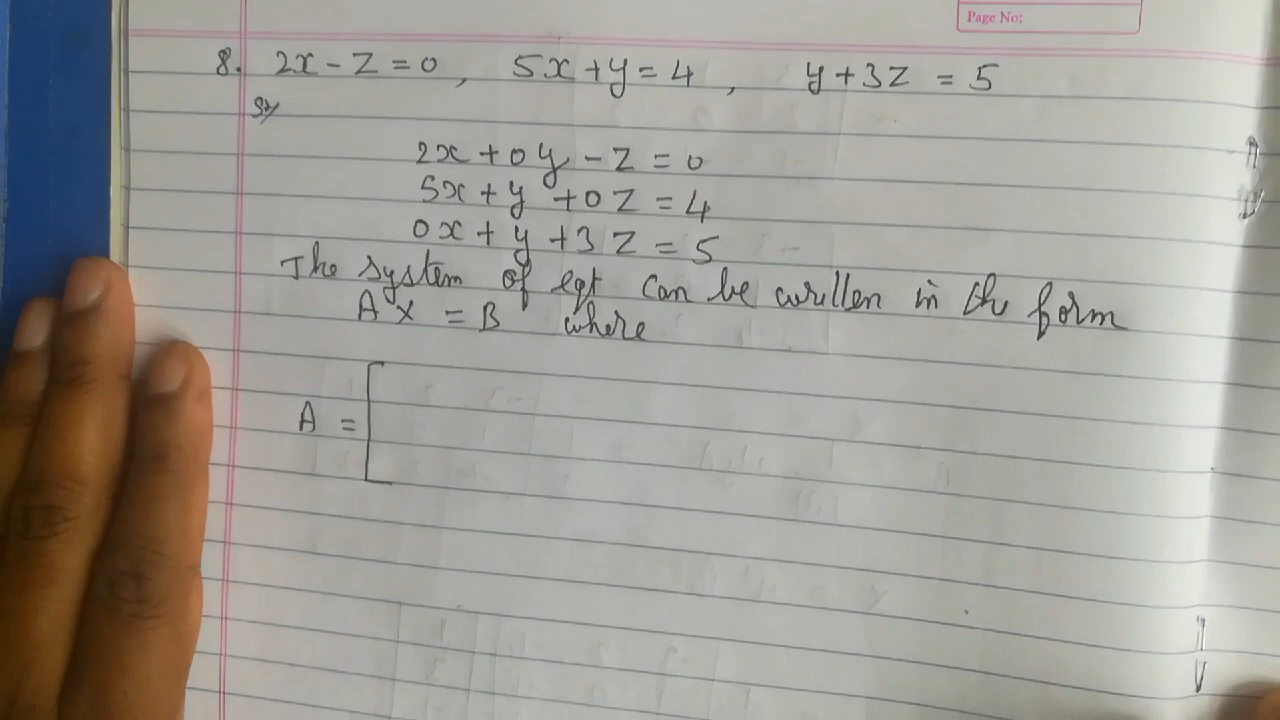 Page No:
8. 2x - z = 0, 5x + y = 4, y + 3z = 5
2x + 0y - z = 0
5x + y + 0z = 4
0x + y + 3z = 5
The system of eqt can be written in the form
AX = B where
A = [